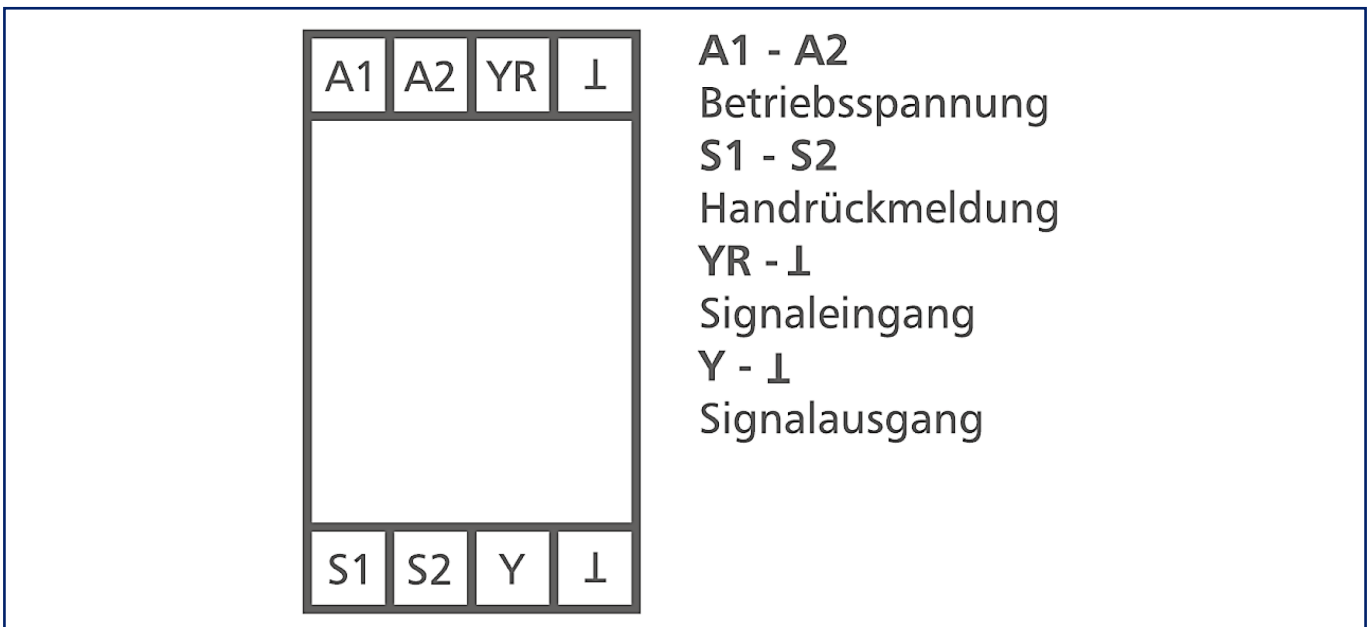 A1 A2 YR ⊥
A1 - A2
Betriebsspannung
S1 - S2
Handrückmeldung
YR - ⊥
Signaleingang
Y - ⊥
Signalausgang
S1 S2 Y ⊥